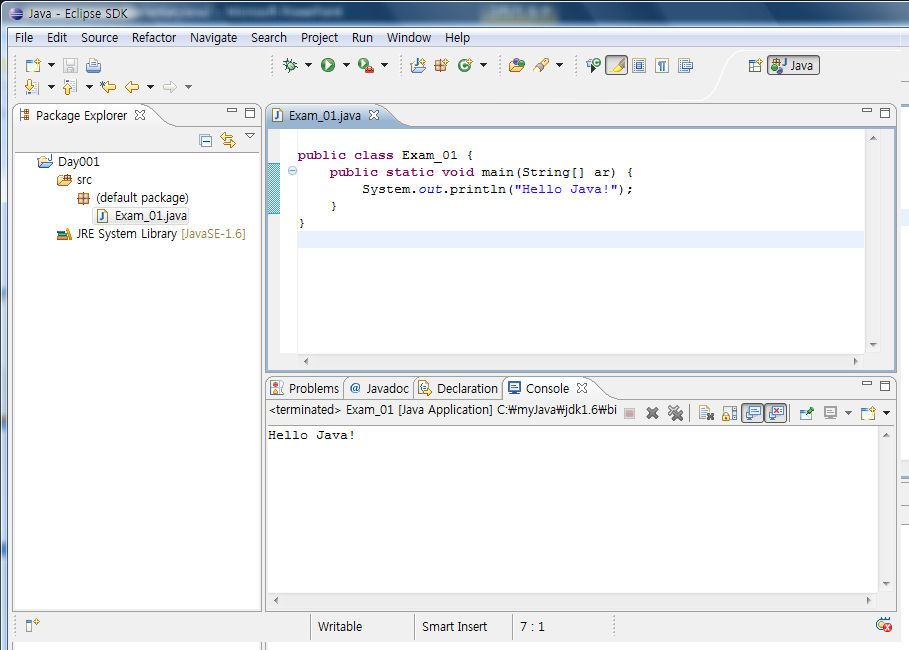 Java - Eclipse SDK
File Edit Source Refactor Navigate Search Project Run Window Help
Java
Package Explorer
Day001
src
(default package)
Exam_01.java
JRE System Library [JavaSE-1.6]
Exam_01.java
public class Exam_01 {
public static void main(String[] ar) {
System.out.println("Hello Java!");
}
}
Problems @ Javadoc Declaration Console
<terminated> Exam_01 [Java Application] C:₩myJava₩jdk1.6₩bi
Hello Java!
Writable Smart Insert 7 : 1